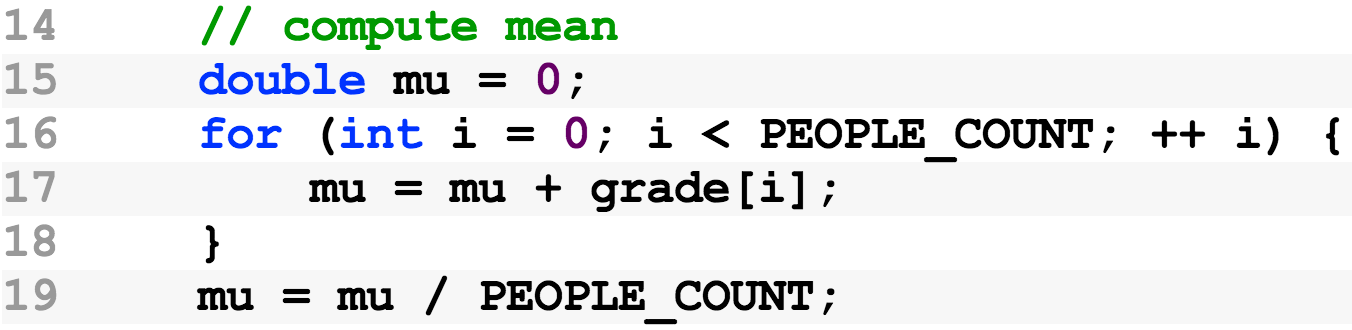 14 // compute mean
15 double mu = 0;
16 for (int i = 0; i < PEOPLE_COUNT; ++ i) {
17 mu = mu + grade[i];
18 }
19 mu = mu / PEOPLE_COUNT;